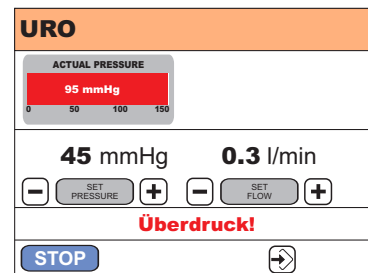 URO
ACTUAL PRESSURE
95 mmHg
0 50 100 150
45 mmHg 0.3 l/min
SET PRESSURE
SET FLOW
Überdruck!
STOP